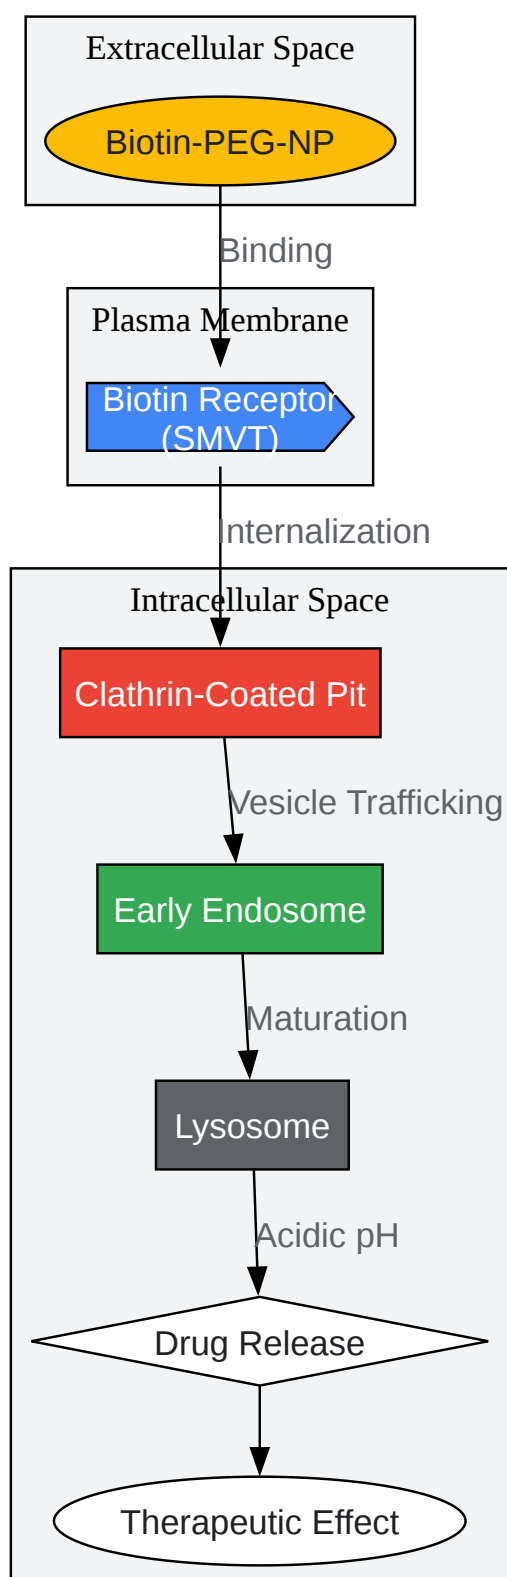 Extracellular Space
Biotin-PEG-NP
Binding
Plasma Membrane
Biotin Receptor
(SMVT)
Internalization
Intracellular Space
Clathrin-Coated Pit
Vesicle Trafficking
Early Endosome
Maturation
Lysosome
Acidic pH
Drug Release
Therapeutic Effect